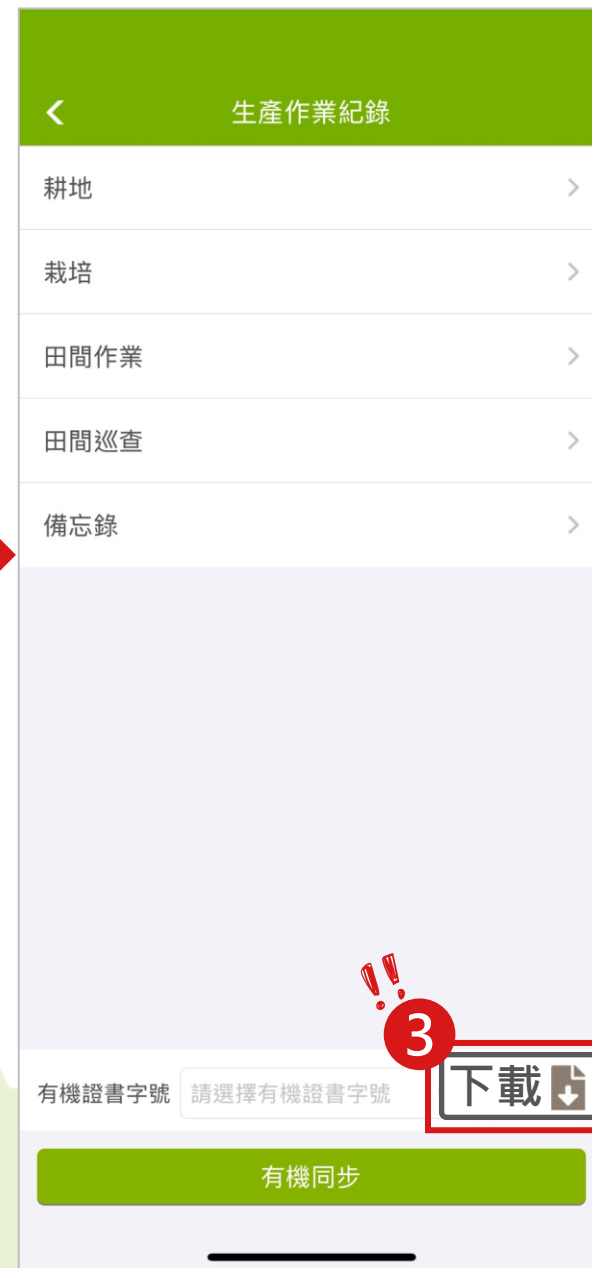 生產作業紀錄
耕地
栽培
田間作業
田間巡查
備忘錄
!!
3
有機證書字號 請選擇有機證書字號 下載
有機同步